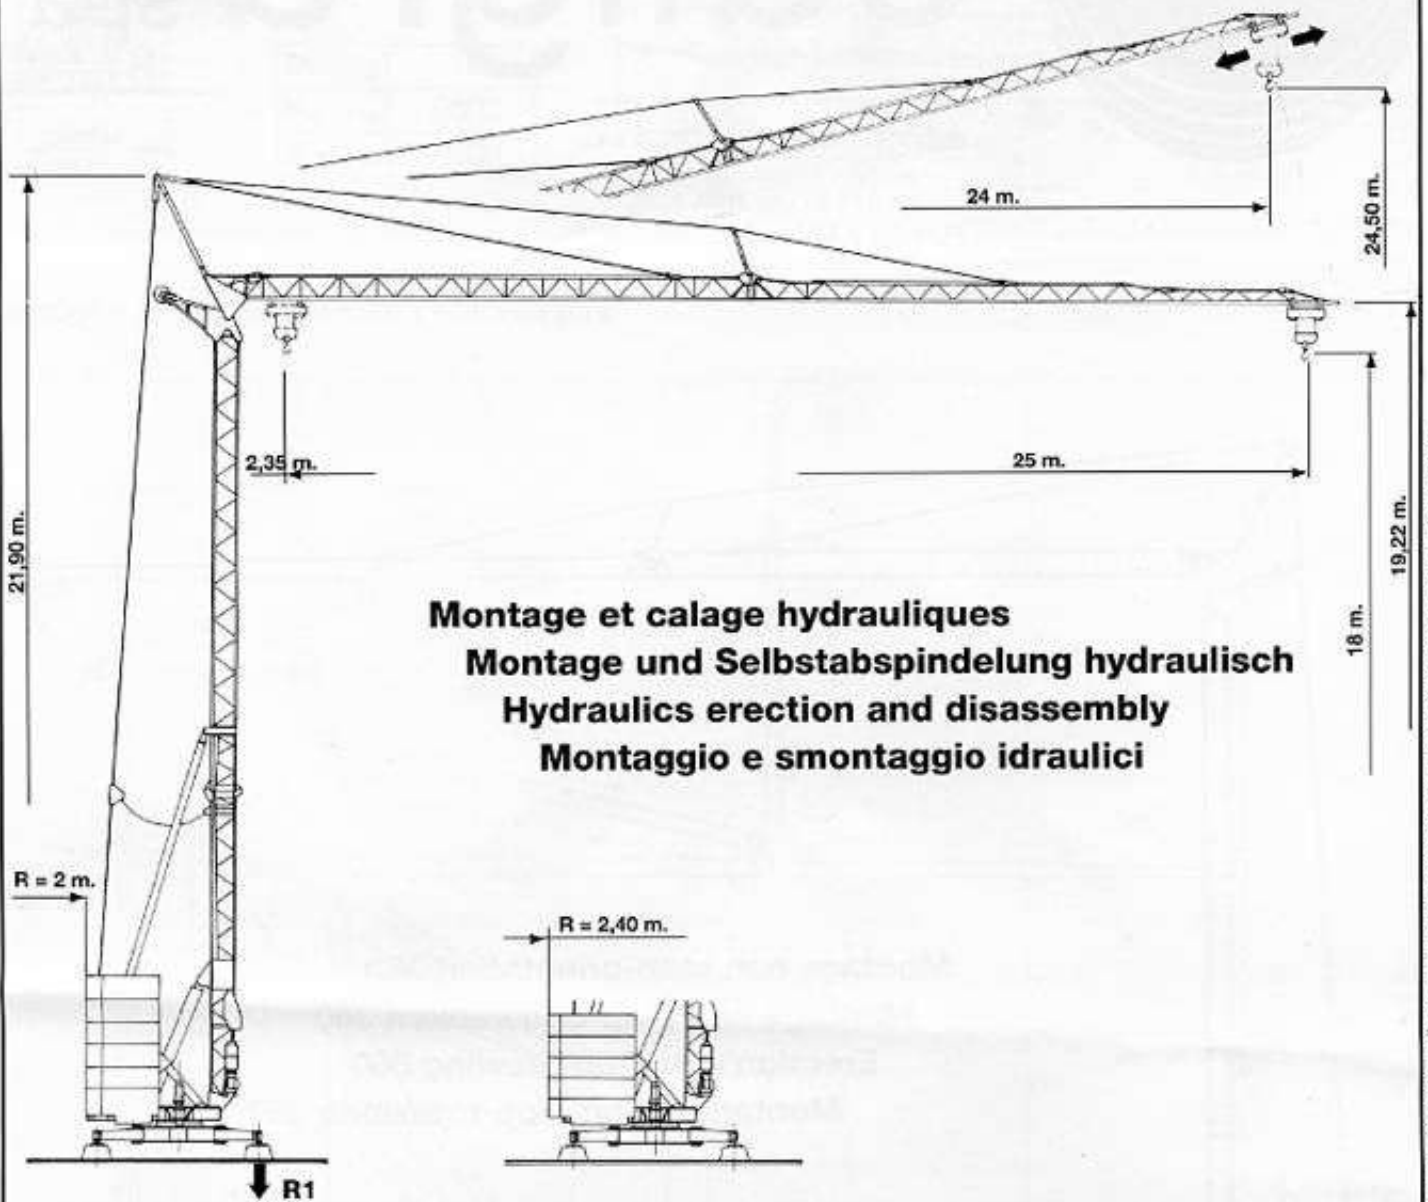 24 m.
24,50 m.
2,35 m.
25 m.
21,90 m.
19,22 m.
18 m.
Montage et calage hydrauliques
Montage und Selbstabspindelung hydraulisch
Hydraulics erection and disassembly
Montaggio e smontaggio idraulici
R = 2 m.
R = 2,40 m.
R1